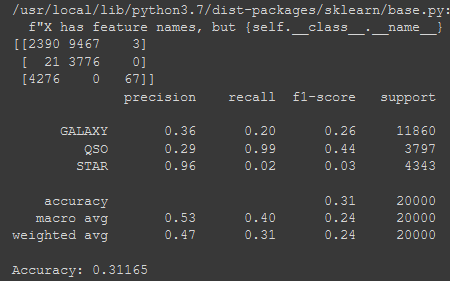 /usr/local/lib/python3.7/dist-packages/sklearn/base.py:
f"X has feature names, but {self.__class__.__name__}
[[2390 9467    3]
 [  21 3776    0]
 [4276    0   67]]
precision    recall  f1-score   support
GALAXY       0.36      0.20      0.26     11860
QSO       0.29      0.99      0.44      3797
STAR       0.96      0.02      0.03      4343
accuracy                           0.31     20000
macro avg       0.53      0.40      0.24     20000
weighted avg       0.47      0.31      0.24     20000
Accuracy: 0.31165